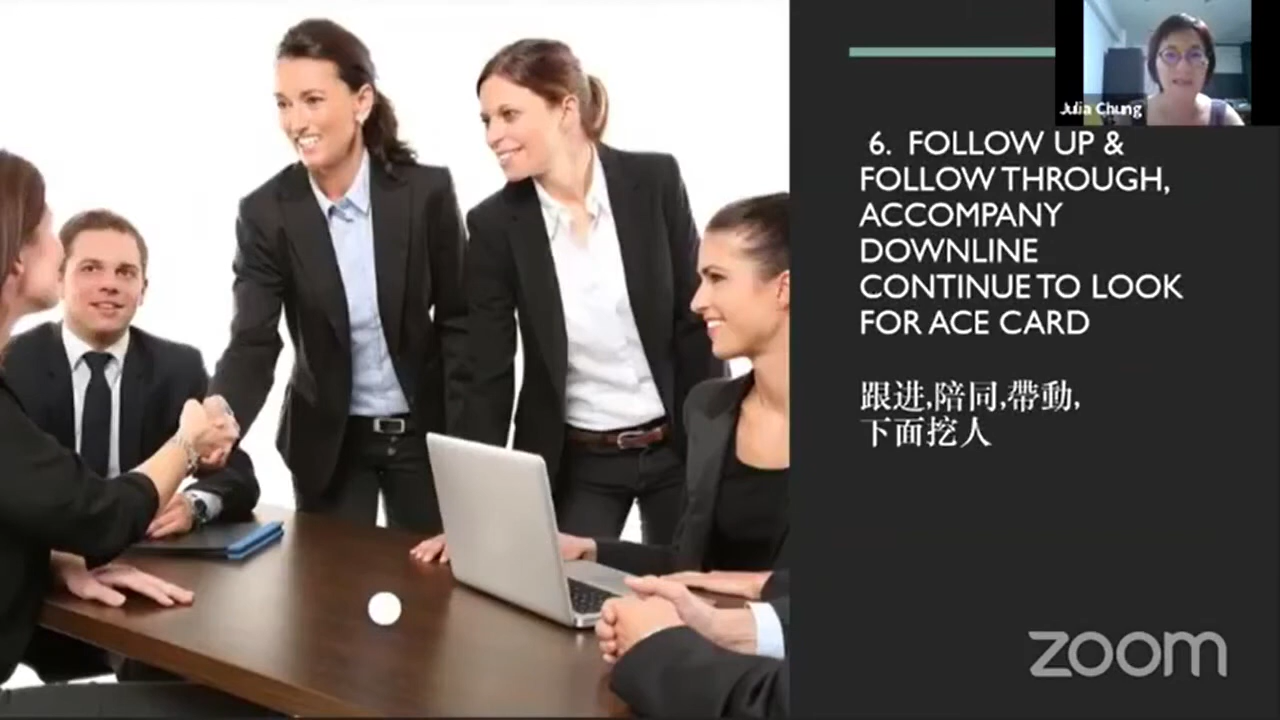 Julia Chung
6. FOLLOW UP &
FOLLOW THROUGH,
ACCOMPANY
DOWNLINE
CONTINUE TO LOOK
FOR ACE CARD
跟进,陪同,帶動,
下面挖人
zoom